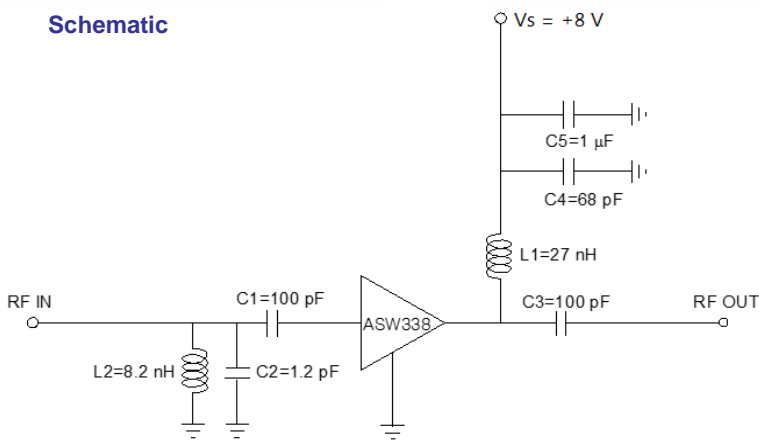 Schematic
Vs = +8 V
C5=1 μF
C4=68 pF
L1=27 nH
RF IN
C1=100 pF
ASW338
C3=100 pF
RF OUT
L2=8.2 nH
C2=1.2 pF